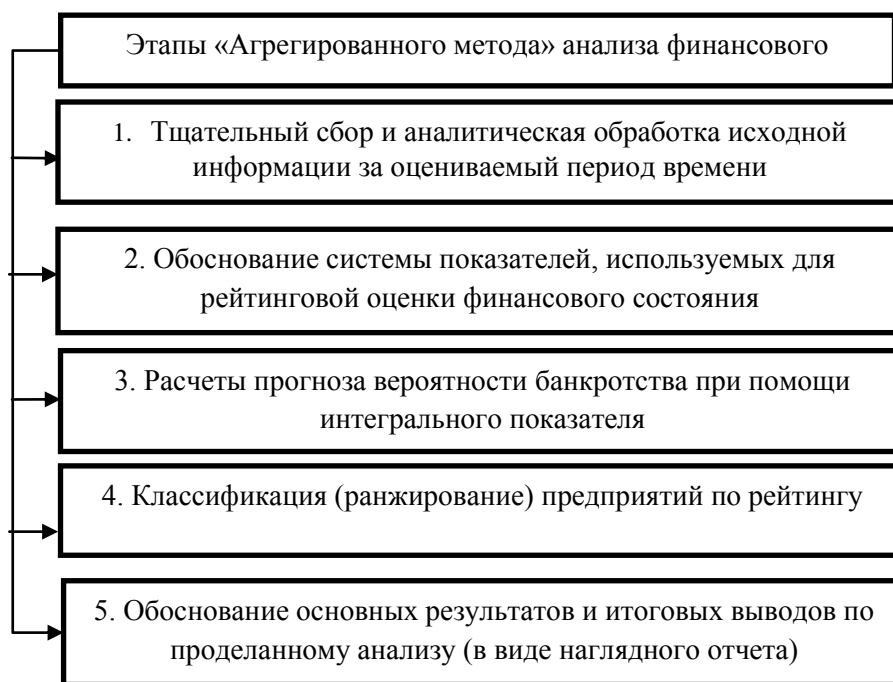 Этапы «Агрегированного метода» анализа финансового
1. Тщательный сбор и аналитическая обработка исходной
информации за оцениваемый период времени
2. Обоснование системы показателей, используемых для
рейтинговой оценки финансового состояния
3. Расчеты прогноза вероятности банкротства при помощи
интегрального показателя
4. Классификация (ранжирование) предприятий по рейтингу
5. Обоснование основных результатов и итоговых выводов по
проделанному анализу (в виде наглядного отчета)